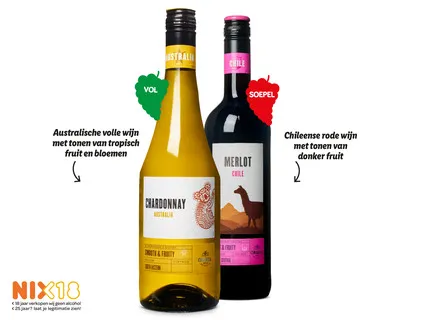 AUSTRALIA
CHILE
VOL
SOEPEL
Australische volle wijn
met tonen van tropisch
fruit en bloemen
Chileense rode wijn
met tonen van
donker fruit
CHARDONNAY
AUSTRALIA
MERLOT
CHILE
SMOOTH & FRUITY
& FRUITY
NIX18
< 18 jaar verkopen wij geen alcohol
< 25 jaar? laat je legitimatie zien!